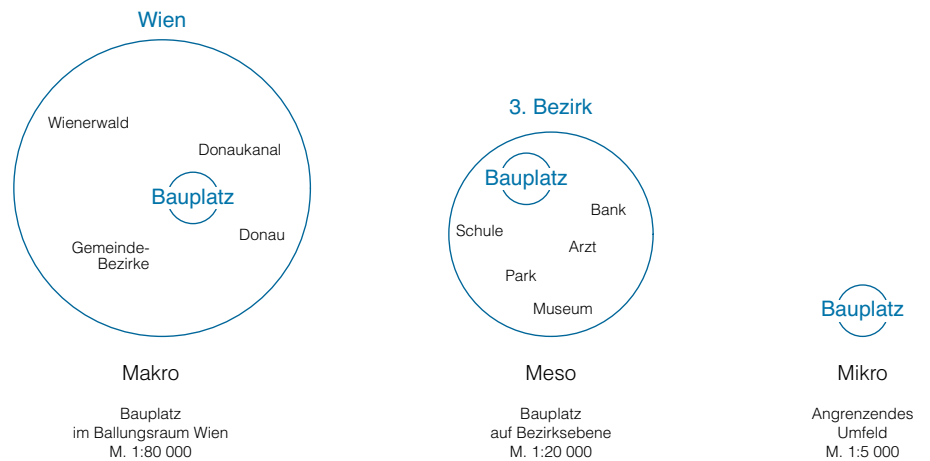 Wien
Wienerwald
Donaukanal
Bauplatz
Donau
Gemeinde-
Bezirke
Makro
Bauplatz
im Ballungsraum Wien
M. 1:80 000
3. Bezirk
Bauplatz
Bank
Schule
Arzt
Park
Museum
Meso
Bauplatz
auf Bezirksebene
M. 1:20 000
Bauplatz
Mikro
Angrenzendes
Umfeld
M. 1:5 000